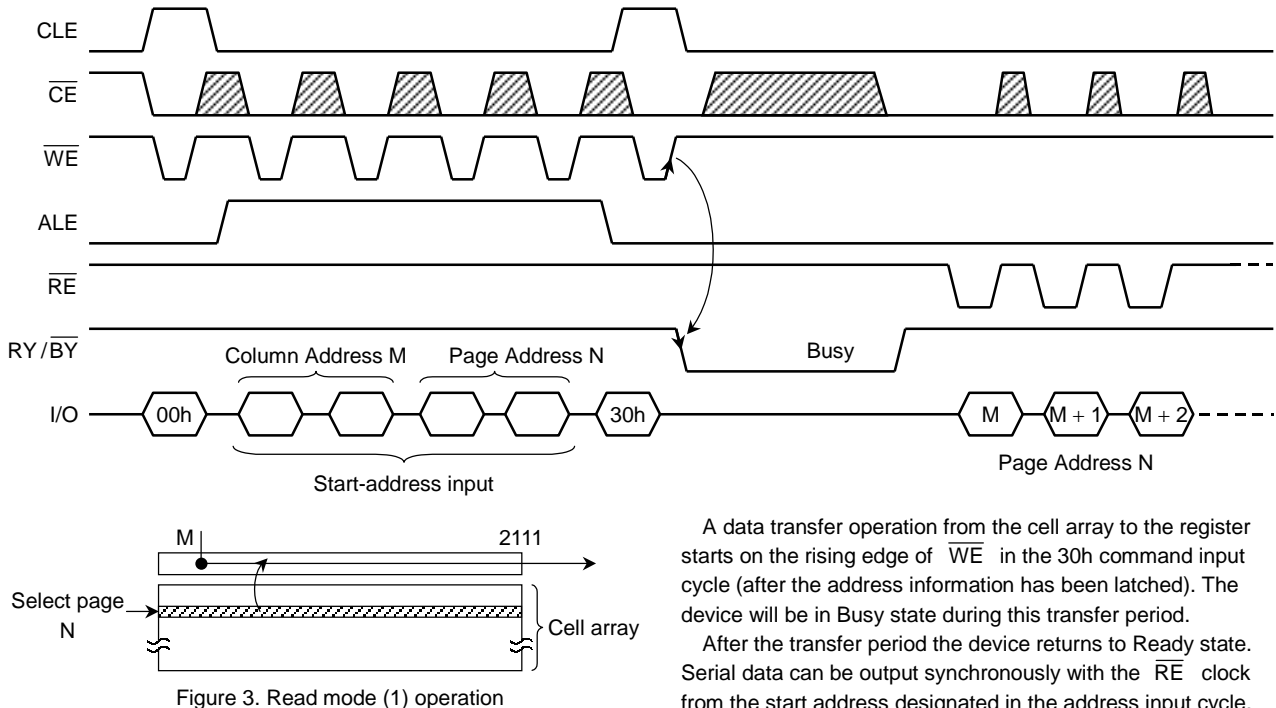 CLE
CE
WE
ALE
RE
RY/BY
Busy
Column Address M
Page Address N
I/O
00h
30h
M
M + 1
M + 2
Start-address input
Page Address N
M
2111
Select page
N
Cell array
Figure 3. Read mode (1) operation
A data transfer operation from the cell array to the register
starts on the rising edge of WE in the 30h command input
cycle (after the address information has been latched). The
device will be in Busy state during this transfer period.
After the transfer period the device returns to Ready state.
Serial data can be output synchronously with the RE clock
from the start address designated in the address input cycle.